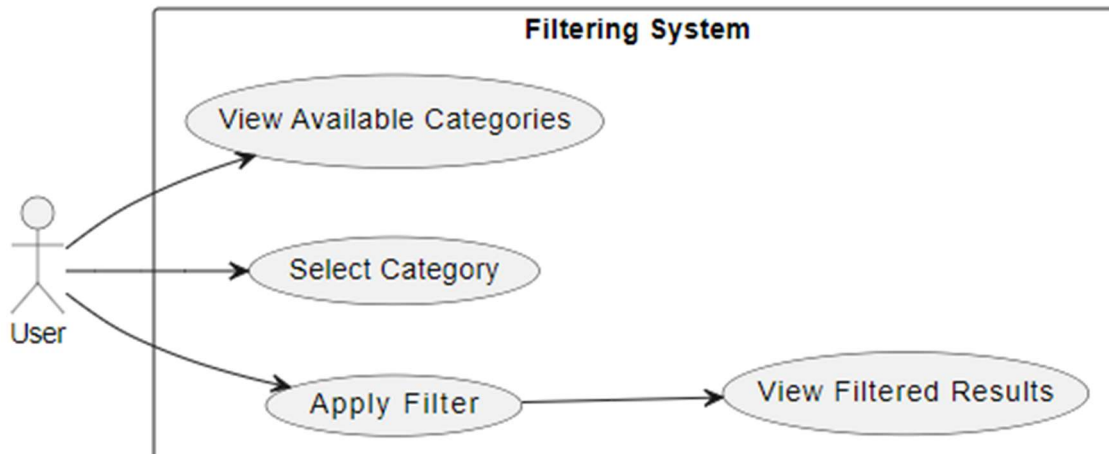 Filtering System
View Available Categories
Select Category
User
Apply Filter
View Filtered Results